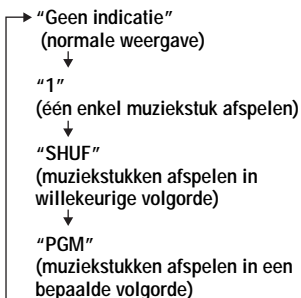 “Geen indicatie”
(normale weergave)
“1”
(één enkel muziekstuk afspelen)
“SHUF”
(muziekstukken afspelen in
willekeurige volgorde)
“PGM”
(muziekstukken afspelen in een
bepaalde volgorde)